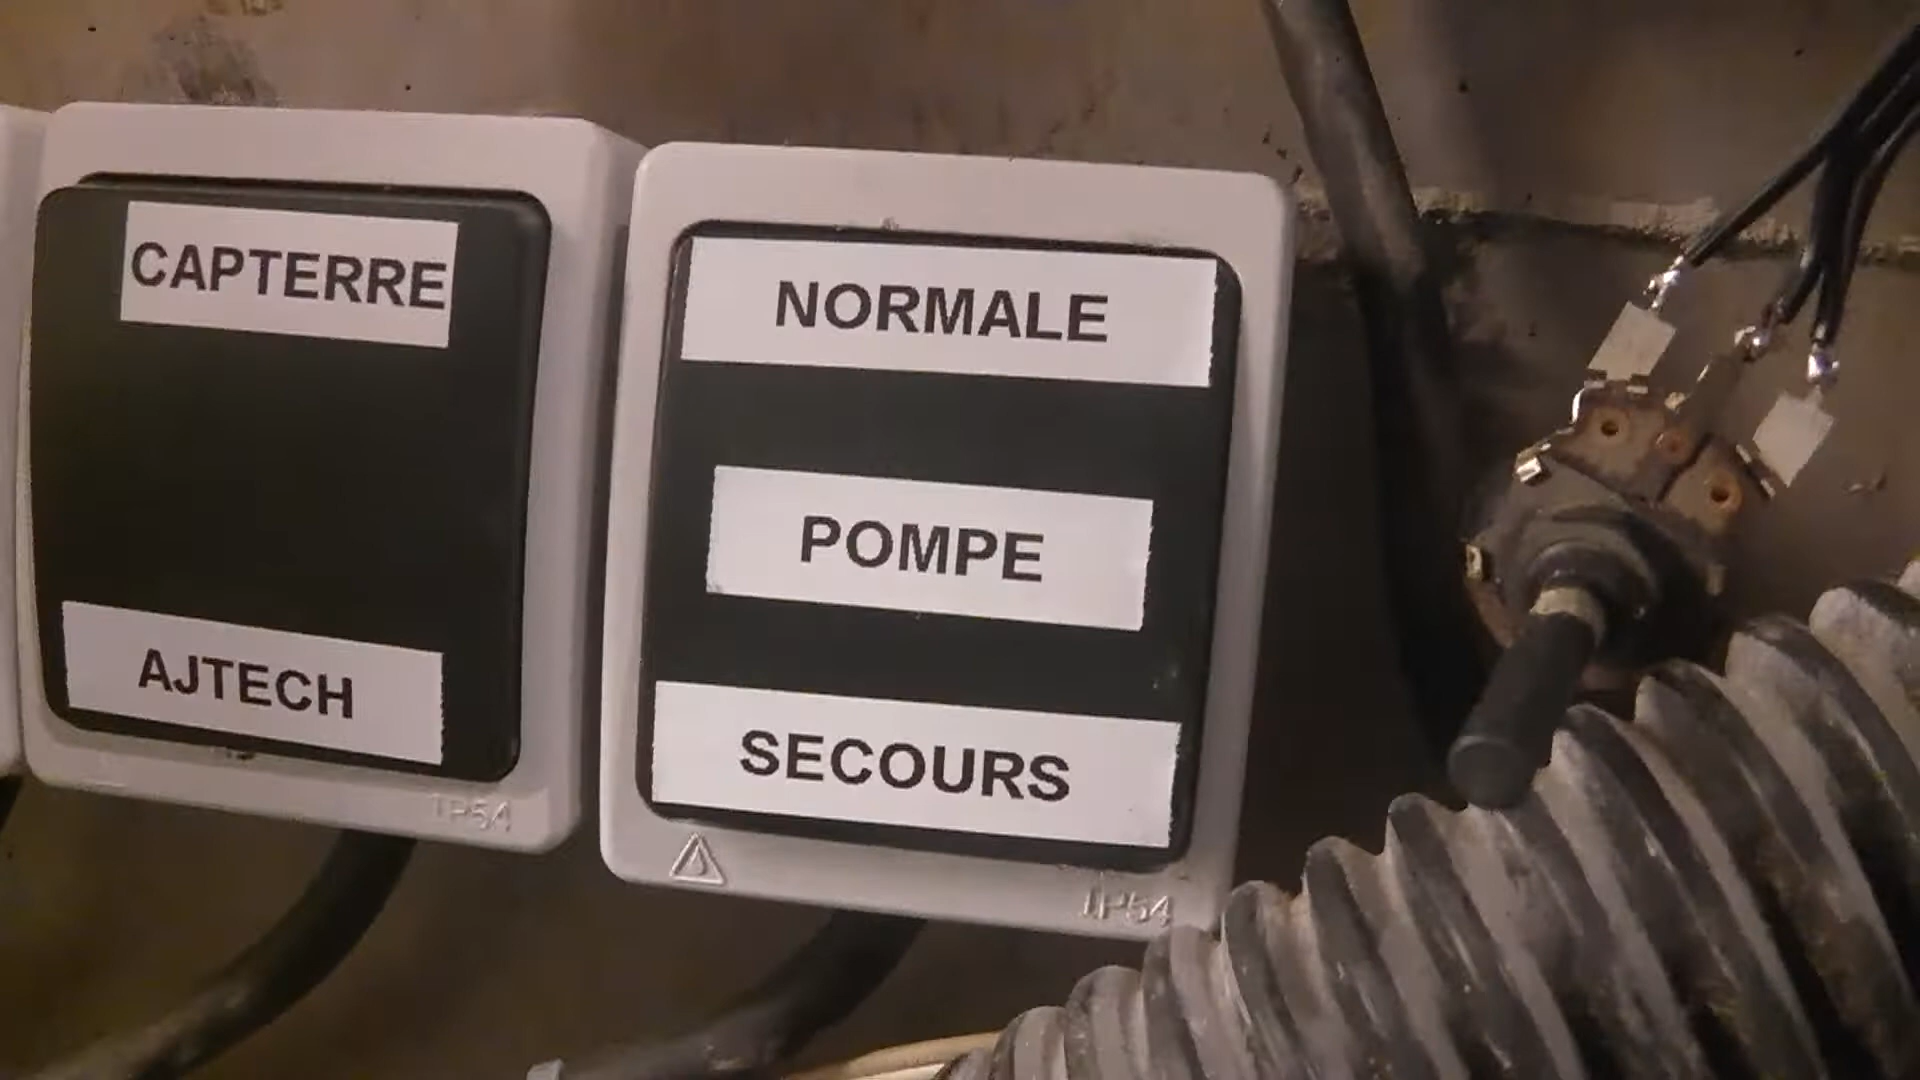 CAPTERRE
AJTECH
IP54
NORMALE
POMPE
SECOURS
IP54